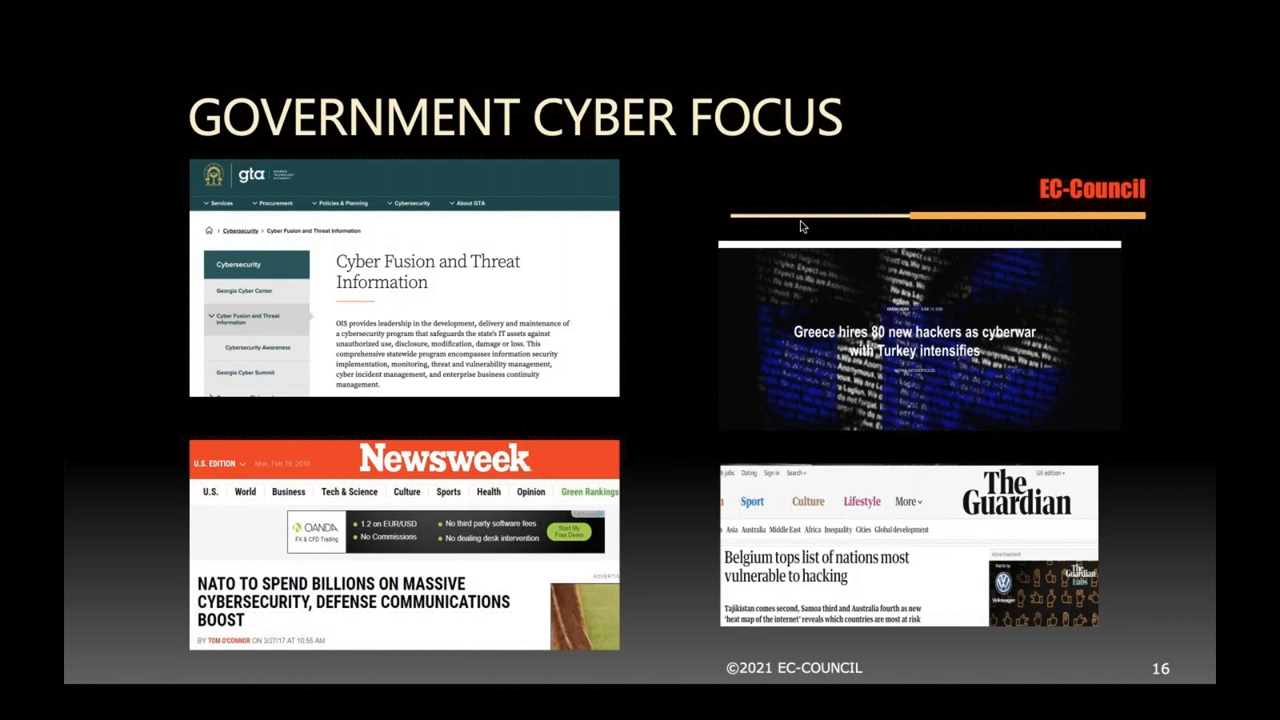 GOVERNMENT CYBER FOCUS
gta
Services
Procurement
Policies & Planning
Cybersecurity
About GTA
Cybersecurity > Cyber Fusion and Threat Information
Cybersecurity
Georgia Cyber Center
Cyber Fusion and Threat
Information
Cybersecurity Awareness
Georgia Cyber Summit
Cyber Fusion and Threat
Information
OIS provides leadership in the development, delivery and maintenance of
a cybersecurity program that safeguards the state's IT assets against
unauthorized use, disclosure, modification, damage or loss. This
comprehensive statewide program encompasses information security
implementation, monitoring, threat and vulnerability management,
cyber incident management, and enterprise business continuity
management.
EC-Council
Greece hires 80 new hackers as cyberwar
with Turkey intensifies
U.S. EDITION
Newsweek
U.S. World Business Tech & Science Culture Sports Health Opinion Green Rankings
OANDA
FX & CFD Trading
• 1.2 on EUR/USD
• No Commissions
• No third party software fees
• No dealing desk intervention
Start My
Free Demo
NATO TO SPEND BILLIONS ON MASSIVE
CYBERSECURITY, DEFENSE COMMUNICATIONS
BOOST
BY TOM O'CONNOR ON 3/27/17 AT 10:55 AM
jobs Dating Sign in Search
UK edition
The
Guardian
Sport Culture Lifestyle More
Asia Australia Middle East Africa Inequality Cities Global development
Belgium tops list of nations most
vulnerable to hacking
Tajikistan comes second, Samoa third and Australia fourth as new
'heat map of the internet' reveals which countries are most at risk
Advertisement
The
Guardian
Labs
©2021 EC-COUNCIL
16